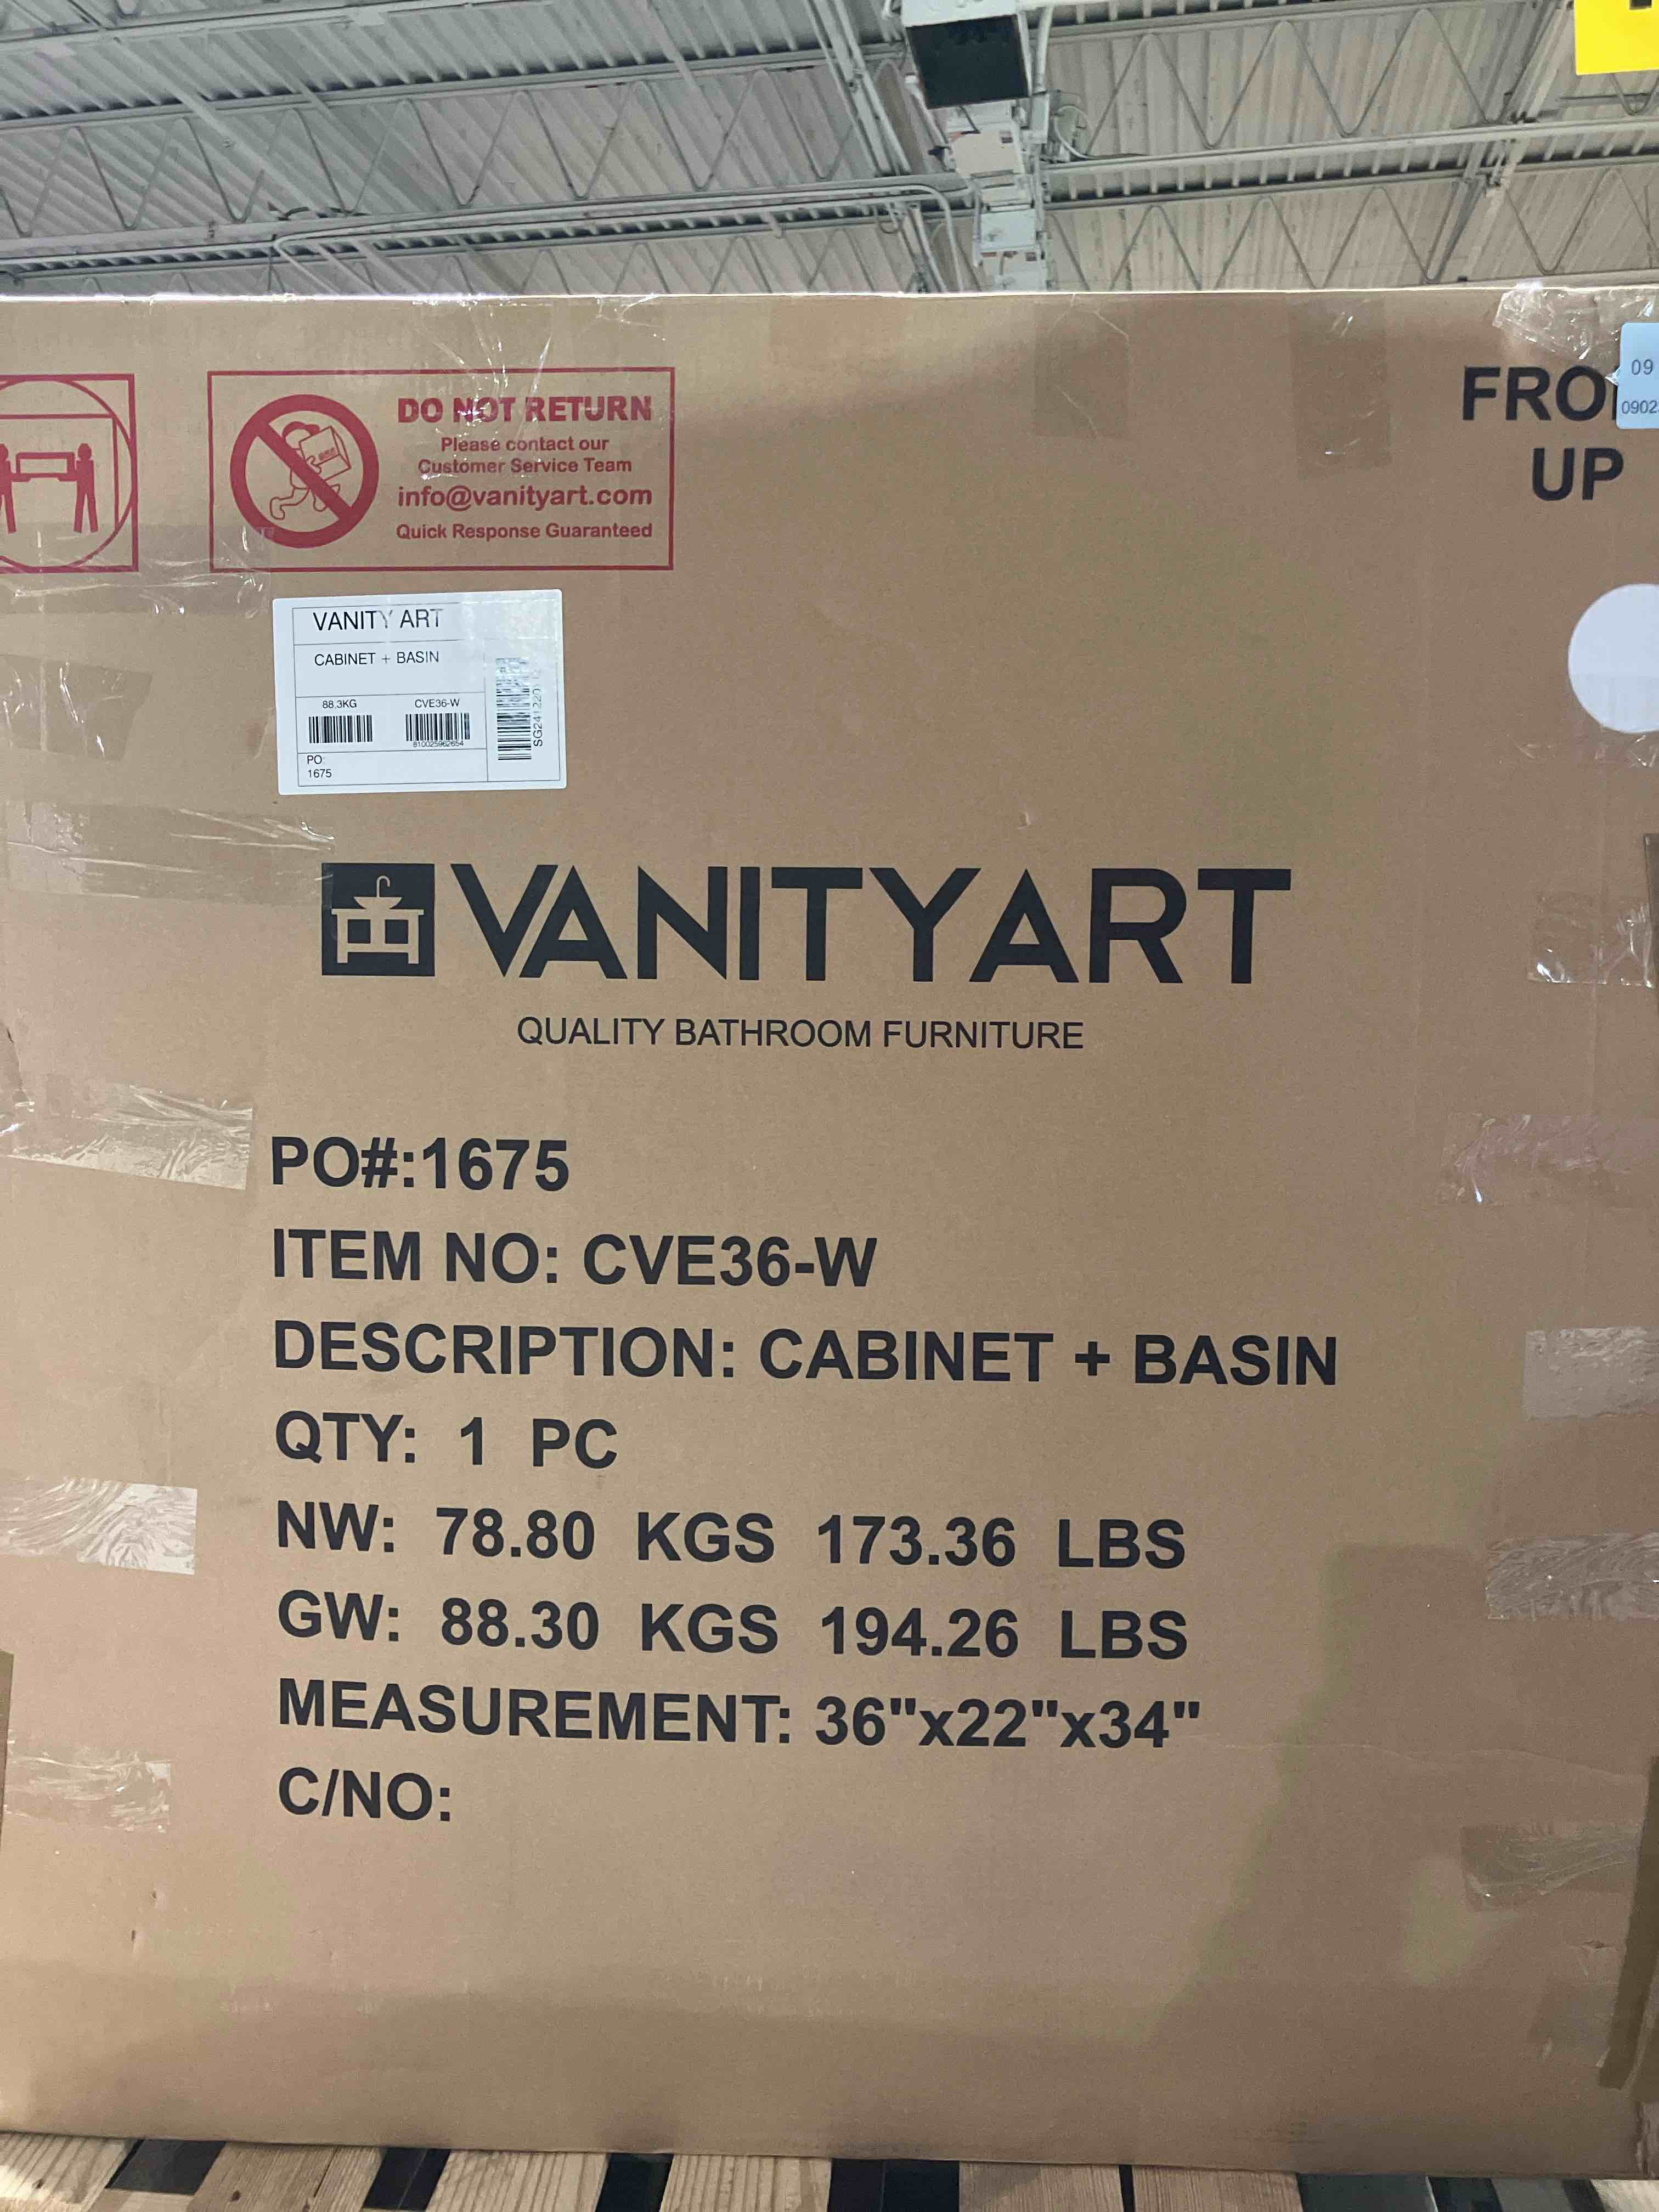 DO NOT RETURN
Please contact our
Customer Service Team
info@vanityart.com
Quick Response Guaranteed
UP
09
VANITY ART
CABINET + BASIN
88.3KG
CVE36-W
810025962654
PO:
1675
VANITYART
QUALITY BATHROOM FURNITURE
PO#:1675
ITEM NO: CVE36-W
DESCRIPTION: CABINET + BASIN
QTY: 1 PC
NW: 78.80 KGS 173.36 LBS
GW: 88.30 KGS 194.26 LBS
MEASUREMENT: 36"x22"x34"
C/NO: